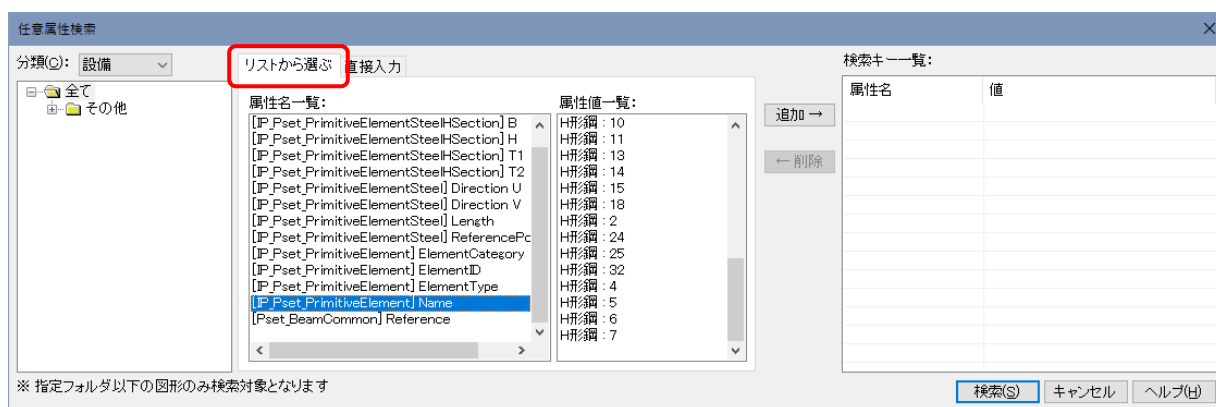 任意属性検索
分類(C): 設備
全て
その他
リストから選ぶ
直接入力
属性名一覧:
[IP_Pset_PrimitiveElementSteelHSection] B
[IP_Pset_PrimitiveElementSteelHSection] H
[IP_Pset_PrimitiveElementSteelHSection] T1
[IP_Pset_PrimitiveElementSteelHSection] T2
[IP_Pset_PrimitiveElementSteel] Direction U
[IP_Pset_PrimitiveElementSteel] Direction V
[IP_Pset_PrimitiveElementSteel] Length
[IP_Pset_PrimitiveElementSteel] ReferencePc
[IP_Pset_PrimitiveElement] ElementCategory
[IP_Pset_PrimitiveElement] ElementID
[IP_Pset_PrimitiveElement] ElementType
[IP_Pset_PrimitiveElement] Name
[Pset_BeamCommon] Reference
属性値一覧:
H形鋼 : 10
H形鋼 : 11
H形鋼 : 13
H形鋼 : 14
H形鋼 : 15
H形鋼 : 18
H形鋼 : 2
H形鋼 : 24
H形鋼 : 25
H形鋼 : 32
H形鋼 : 4
H形鋼 : 5
H形鋼 : 6
H形鋼 : 7
追加 →
← 削除
検索キー一覧:
属性名 値
※ 指定フォルダ以下の図形のみ検索対象となります
検索(S) キャンセル ヘルプ(H)